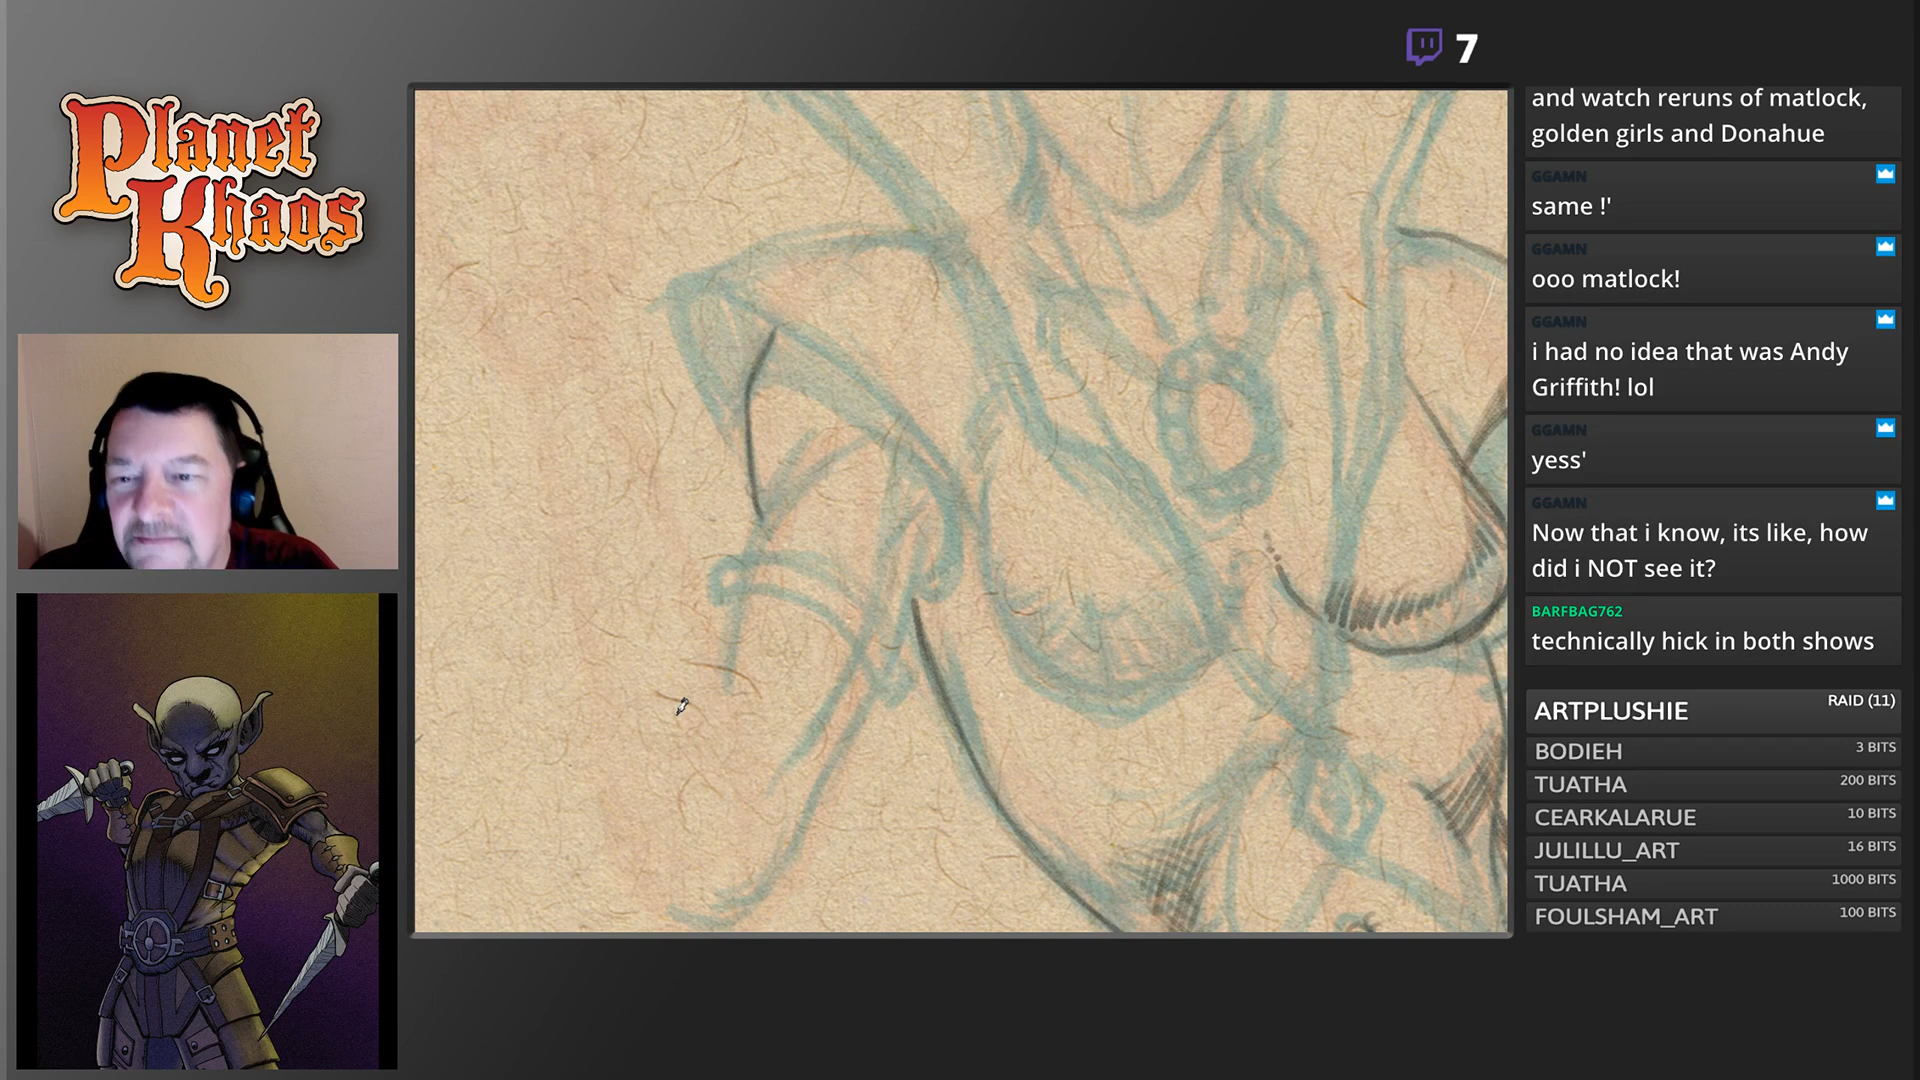 7
Planet
Khaos
and watch reruns of matlock,
golden girls and Donahue
GGAMN
same !'
GGAMN
ooo matlock!
GGAMN
i had no idea that was Andy
Griffith! lol
GGAMN
yess'
GGAMN
Now that i know, its like, how
did i NOT see it?
BARFBAG762
technically hick in both shows
ARTPLUSHIE RAID (11)
BODIEH 3 BITS
TUATHA 200 BITS
CEARKALARUE 10 BITS
JULILLU_ART 16 BITS
TUATHA 1000 BITS
FOULSHAM_ART 100 BITS